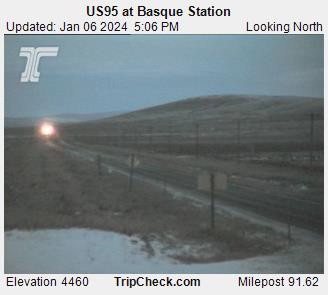 US95 at Basque Station
Updated: Jan 06 2024 5:06 PM Looking North
Elevation 4460 TripCheck.com Milepost 91.62